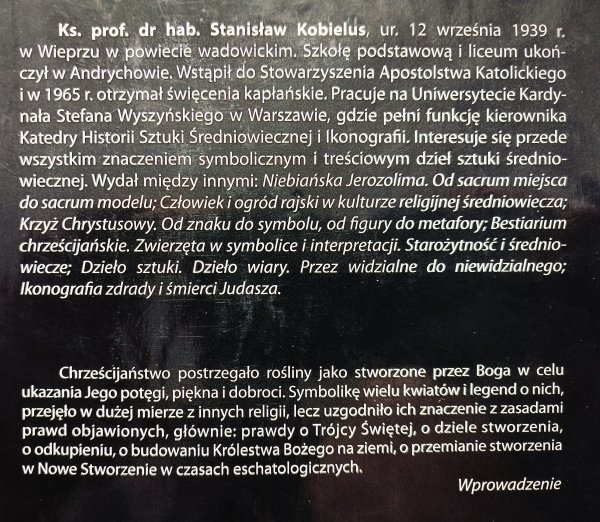 Ks. prof. dr hab. Stanisław Kobielus, ur. 12 września 1939 r.
w Wieprzu w powiecie wadowickim. Szkołę podstawową i liceum ukoń-
czył w Andrychowie. Wstąpił do Stowarzyszenia Apostolstwa Katolickiego
i w 1965 r. otrzymał święcenia kapłańskie. Pracuje na Uniwersytecie Kardy-
nała Stefana Wyszyńskiego w Warszawie, gdzie pełni funkcję kierownika
Katedry Historii Sztuki Średniowiecznej i Ikonografii. Interesuje się przede
wszystkim znaczeniem symbolicznym i treściowym dzieł sztuki średnio-
wiecznej. Wydał między innymi: Niebiańska Jerozolima. Od sacrum miejsca
do sacrum modelu; Człowiek i ogród rajski w kulturze religijnej średniowiecza;
Krzyż Chrystusowy. Od znaku do symbolu, od figury do metafory; Bestiarium
chrześcijańskie. Zwierzęta w symbolice i interpretacji. Starożytność i średnio-
wiecze; Dzieło sztuki. Dzieło wiary. Przez widzialne do niewidzialnego;
Ikonografia zdrady i śmierci Judasza.
Chrześcijaństwo postrzegało rośliny jako stworzone przez Boga w celu
ukazania Jego potęgi, piękna i dobroci. Symbolikę wielu kwiatów i legend o nich,
przejęło w dużej mierze z innych religii, lecz uzgodniło ich znaczenie z zasadami
prawd objawionych, głównie: prawdy o Trójcy Świętej, o dziele stworzenia,
o odkupieniu, o budowaniu Królestwa Bożego na ziemi, o przemianie stworzenia
w Nowe Stworzenie w czasach eschatologicznych.
Wprowadzenie